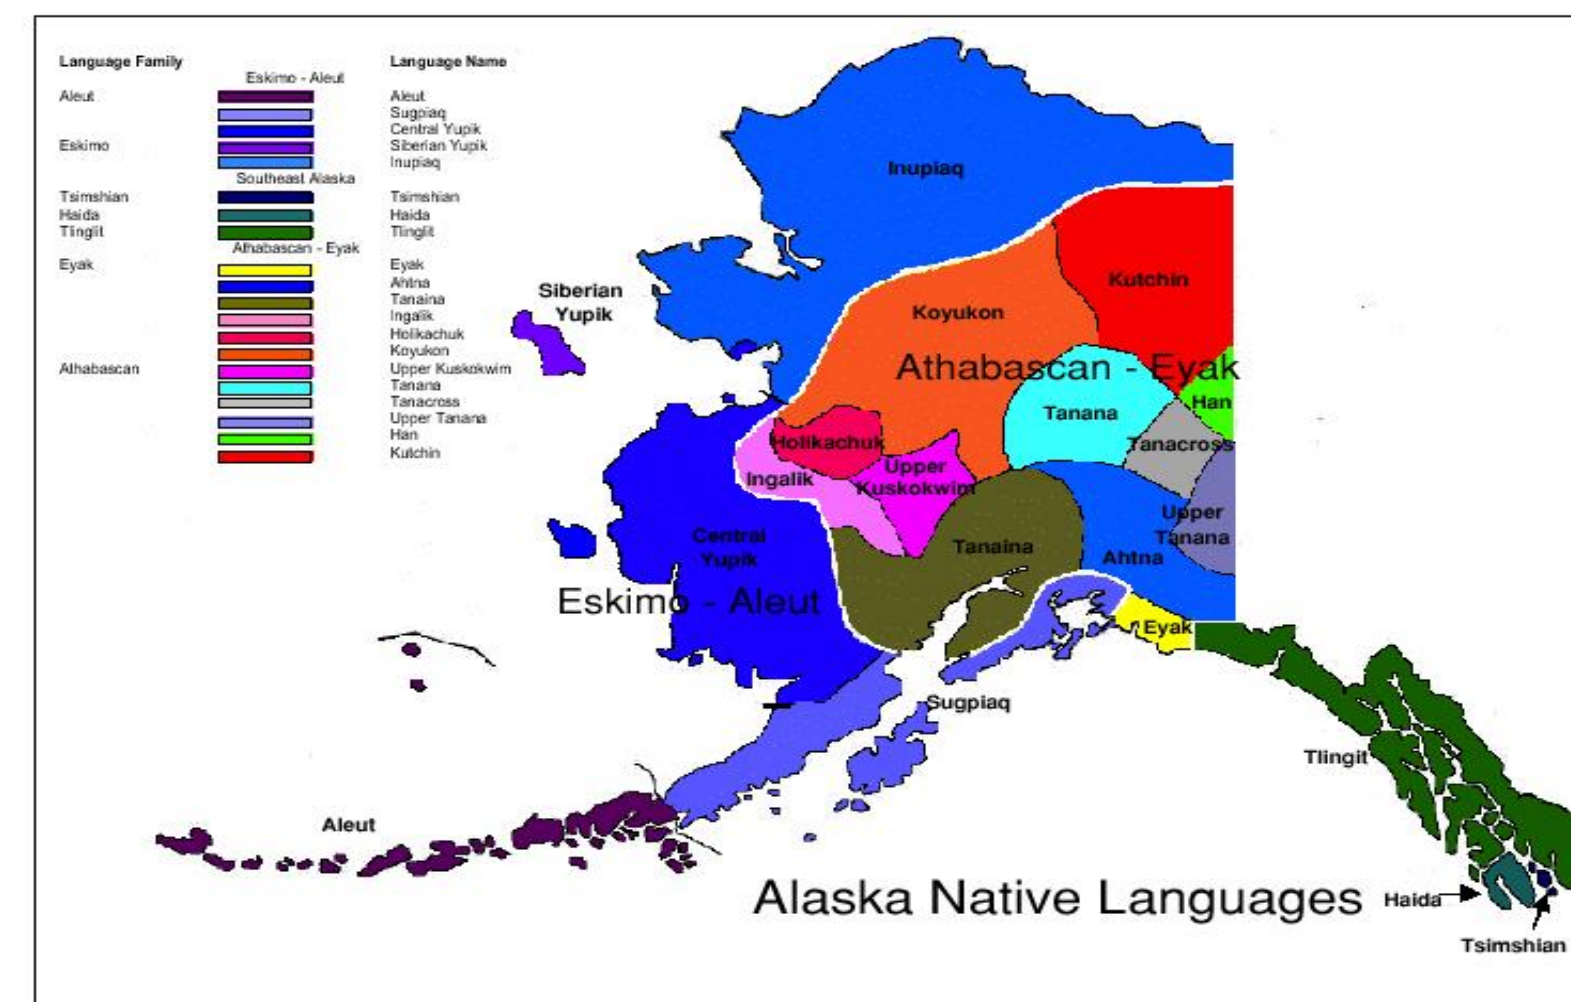 Language Family
Language Name
Eskimo - Aleut
Aleut
Aleut
Sugpiaq
Central Yupik
Eskimo
Siberian Yupik
Inupiaq
Southeast Alaska
Tsimshian
Tsimshian
Haida
Haida
Tlinglit
Tlinglit
Athabascan - Eyak
Eyak
Eyak
Ahtna
Tanaina
Ingalik
Holikachuk
Koyukon
Athabascan
Upper Kuskokwim
Tanana
Tanacross
Upper Tanana
Han
Kutchin
Inupiaq
Siberian
Yupik
Kutchin
Koyukon
Athabascan - Eyak
Han
Tanana
Holikachuk
Tanacross
Upper
Kuskokwim
Ingalik
Upper
Tanana
Central
Yupik
Tanaina
Ahtna
Eskimo - Aleut
Eyak
Sugpiaq
Tlingit
Aleut
Alaska Native Languages
Haida
Tsimshian